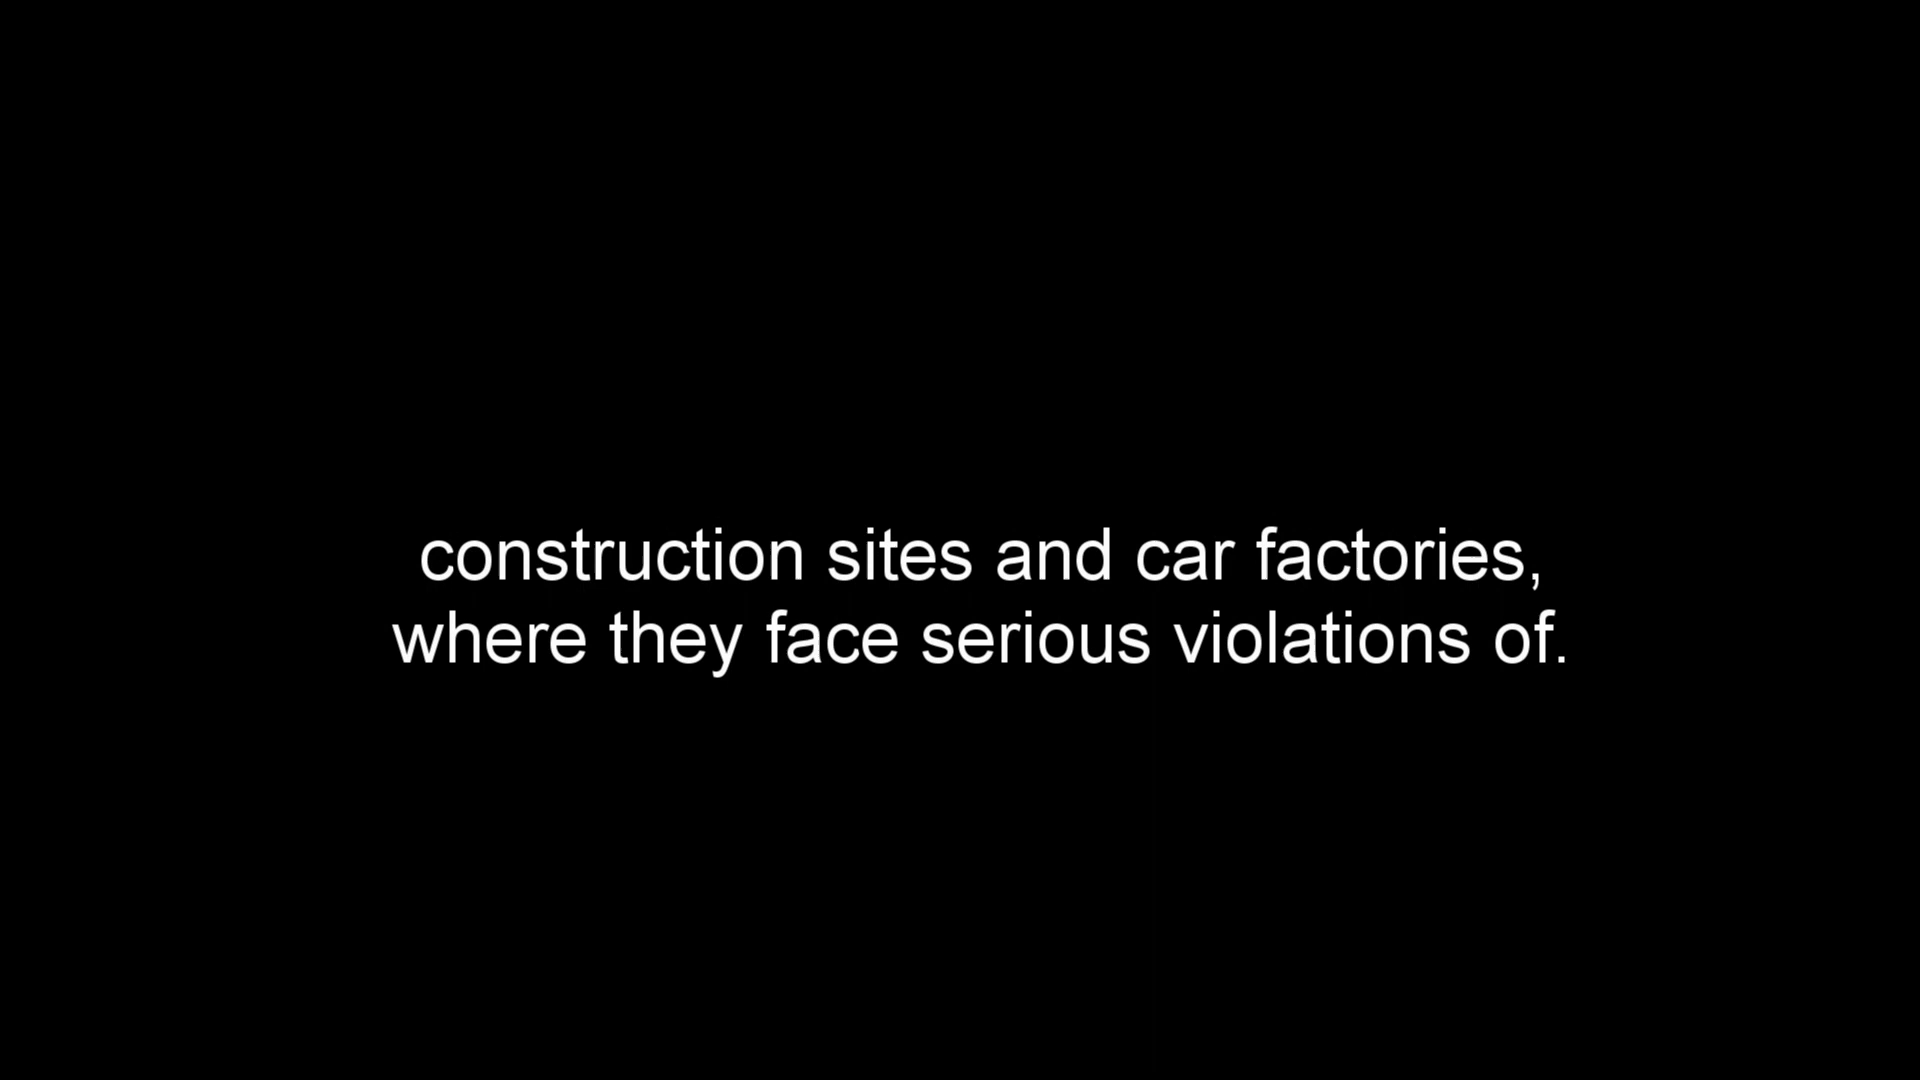 construction sites and car factories,
where they face serious violations of.